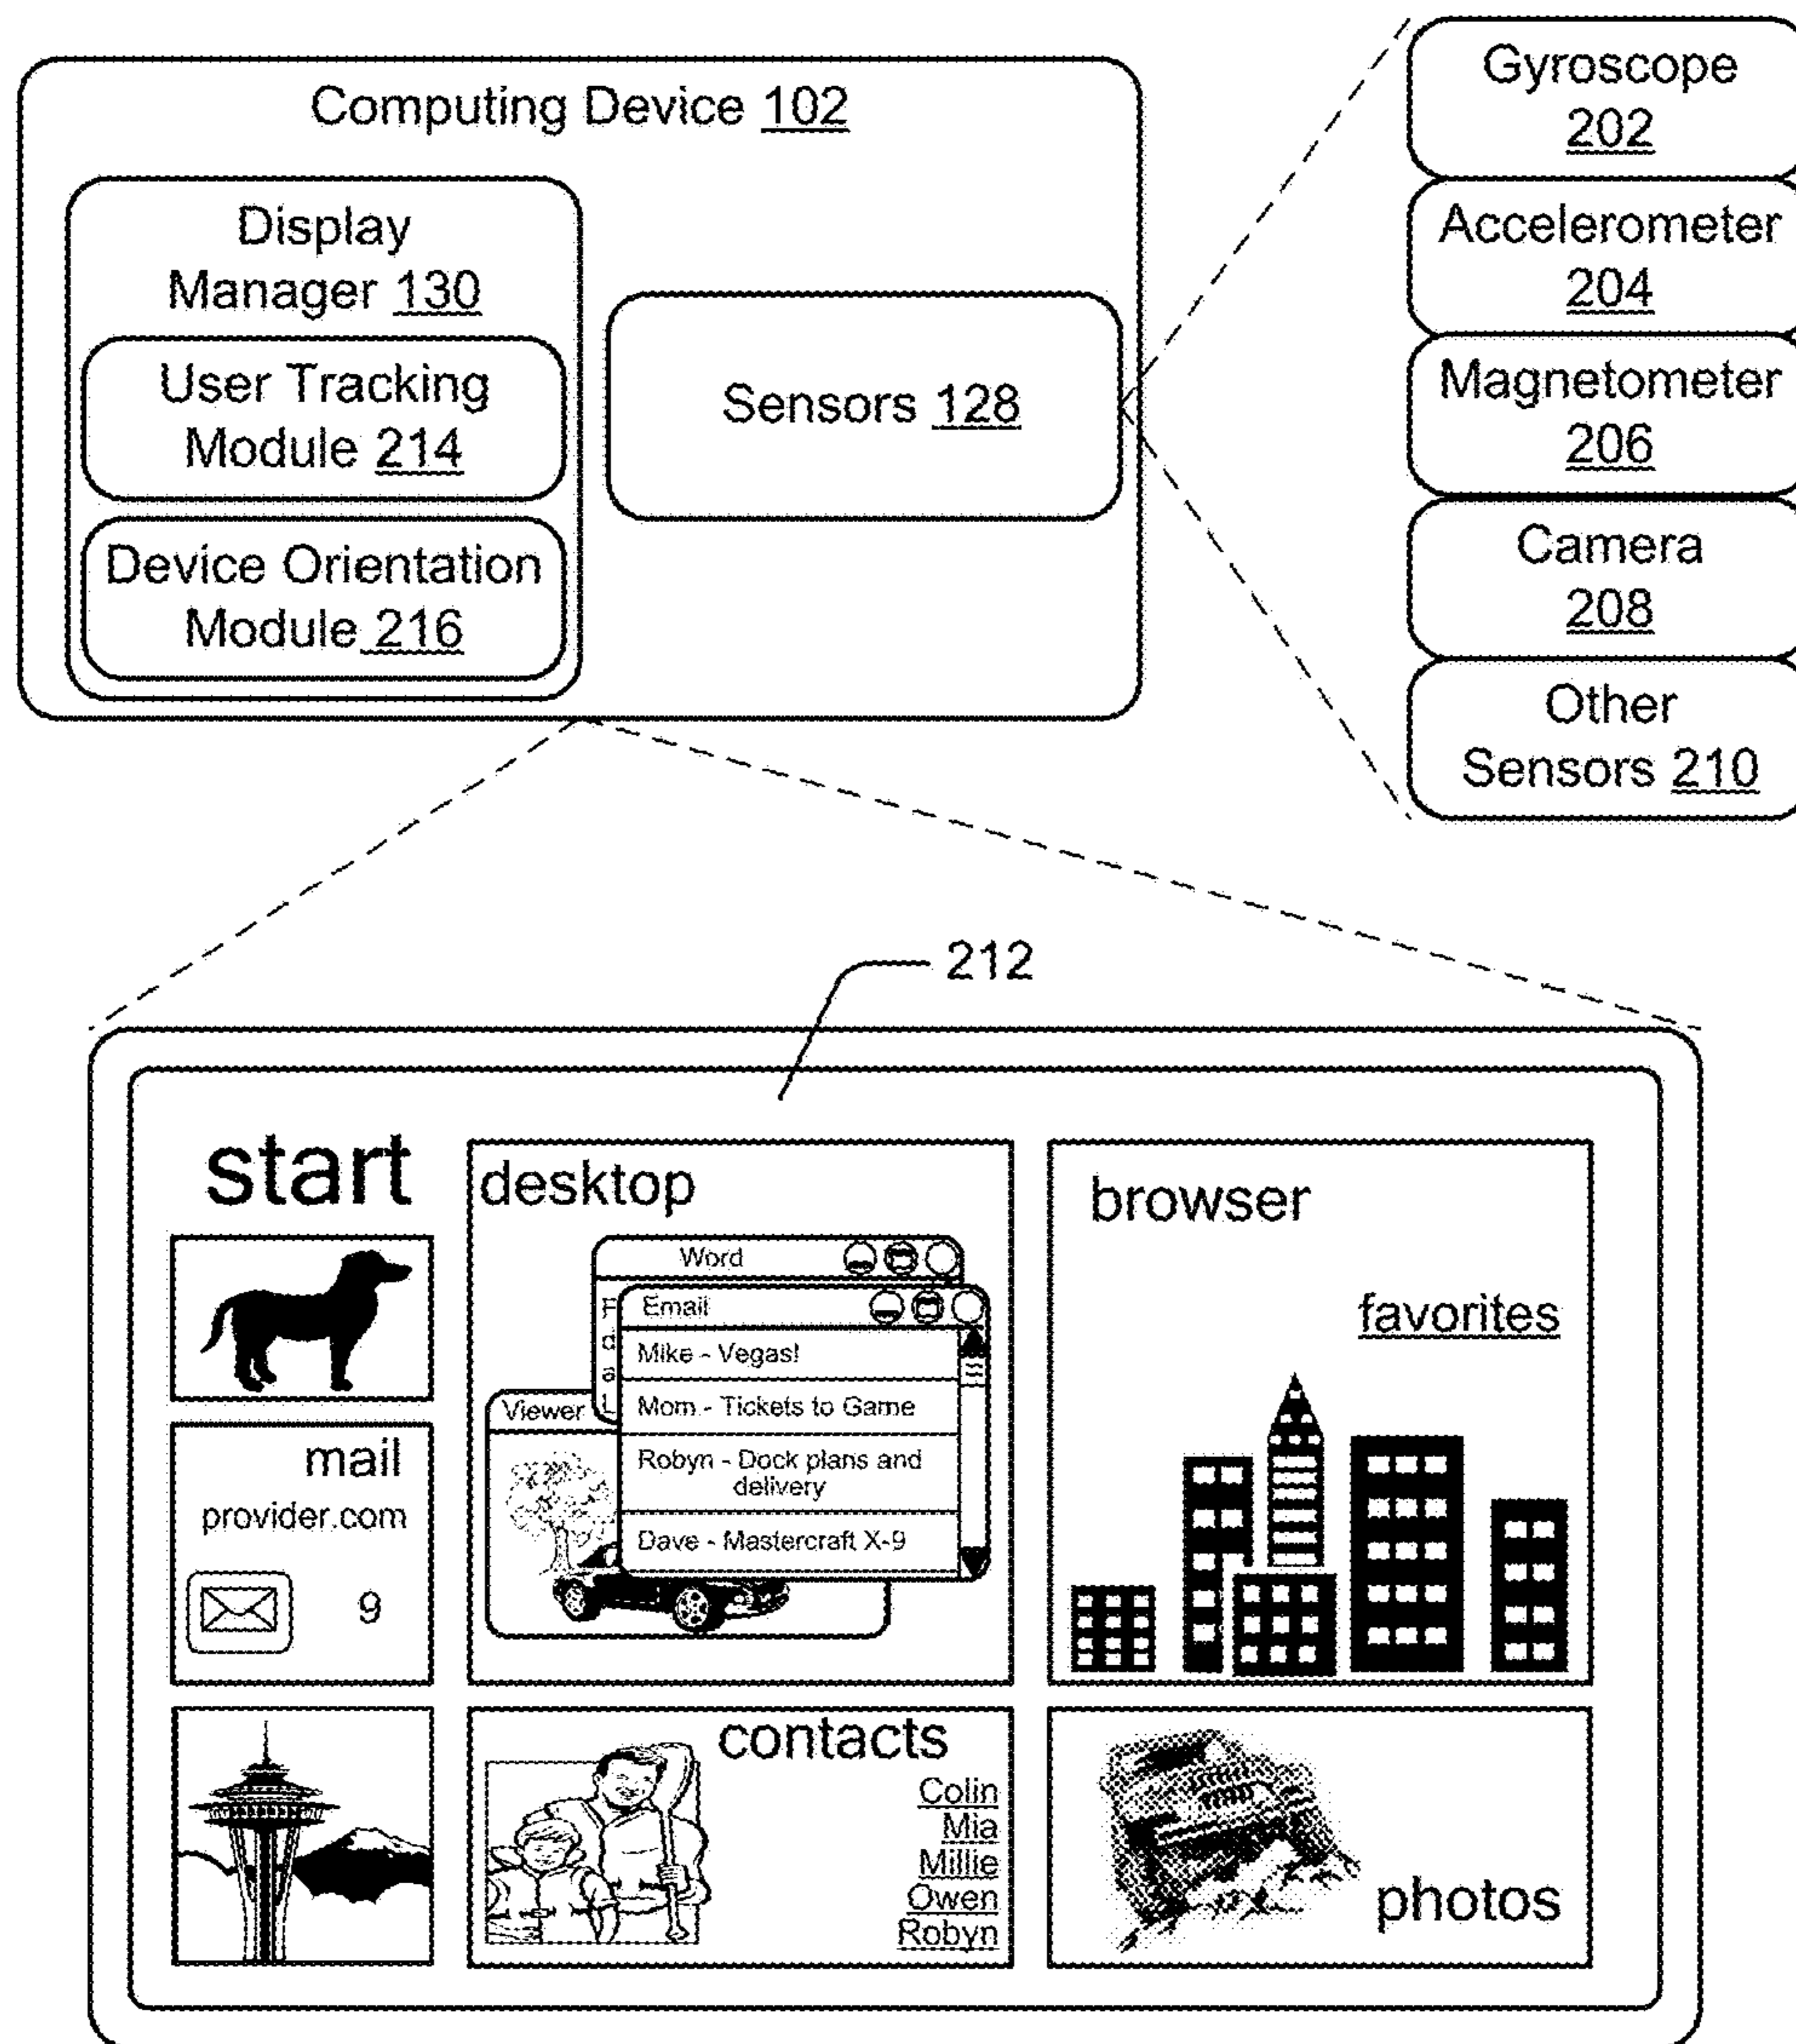 Computing Device 102
Display
Manager 130
User Tracking
Module 214
Device Orientation
Module 216
Sensors 128
Gyroscope
202
Accelerometer
204
Magnetometer
206
Camera
208
Other
Sensors 210
212
start
mail
provider.com
9
desktop
Word
F
d
a
L
Email
Mike - Vegas!
Mom - Tickets to Game
Robyn - Dock plans and
delivery
Dave - Mastercraft X-9
Viewer
browser
favorites
contacts
Colin
Mia
Millie
Owen
Robyn
photos